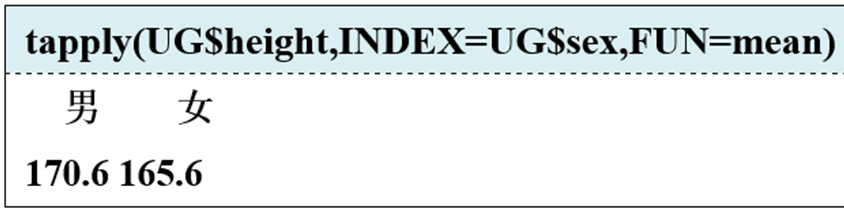 tapply(UG$height,INDEX=UG$sex,FUN=mean)
男 女
170.6 165.6